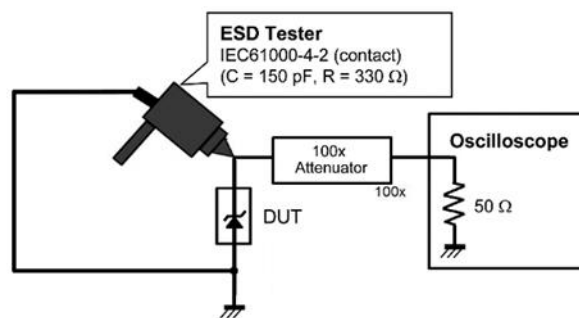 ESD Tester
IEC61000-4-2 (contact)
(C = 150 pF, R = 330 Ω)
100x
Attenuator
100x
Oscilloscope
50 Ω
DUT